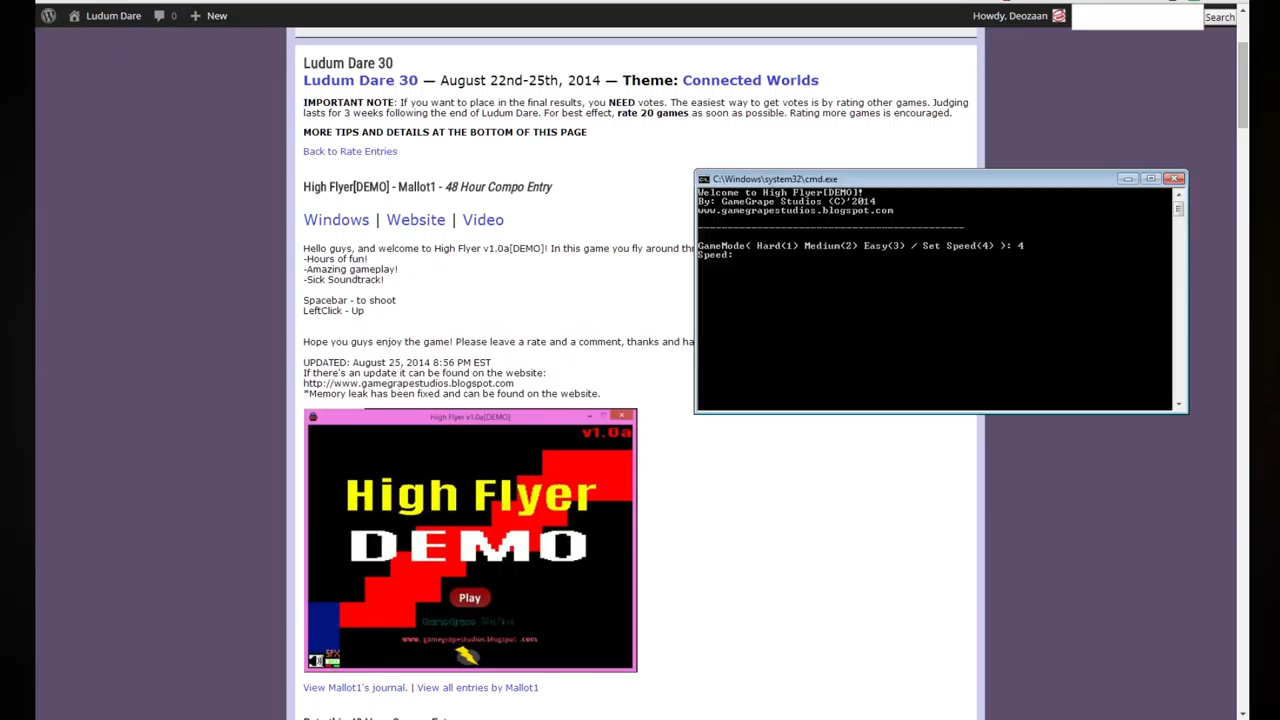 Ludum Dare
0
New
Howdy, Deozaan
Search
Ludum Dare 30
Ludum Dare 30 — August 22nd-25th, 2014 — Theme: Connected Worlds
IMPORTANT NOTE: If you want to place in the final results, you NEED votes. The easiest way to get votes is by rating other games. Judging
lasts for 3 weeks following the end of Ludum Dare. For best effect, rate 20 games as soon as possible. Rating more games is encouraged.
MORE TIPS AND DETAILS AT THE BOTTOM OF THIS PAGE
Back to Rate Entries
High Flyer[DEMO] - Mallot1 - 48 Hour Compo Entry
Windows | Website | Video
Hello guys, and welcome to High Flyer v1.0a[DEMO]! In this game you fly around thr
-Hours of fun!
-Amazing gameplay!
-Sick Soundtrack!
Spacebar - to shoot
LeftClick - Up
Hope you guys enjoy the game! Please leave a rate and a comment, thanks and ha
UPDATED: August 25, 2014 8:56 PM EST
If there's an update it can be found on the website:
http://www.gamegrapestudios.blogspot.com
*Memory leak has been fixed and can be found on the website.
C:\Windows\system32\cmd.exe
Welcome to High Flyer[DEMO]!
By: GameGrape Studios (C)'2014
www.gamegrapestudios.blogspot.com
--------------------------------------------
GameMode( Hard(1) Medium(2) Easy(3) / Set Speed(4) ): 4
Speed:
High Flyer v1.0a[DEMO]
v1.0a
High Flyer
DEMO
Play
GameGrape Studios
www.gamegrapestudios.blogspot.com
SFX
View Mallot1's journal. | View all entries by Mallot1